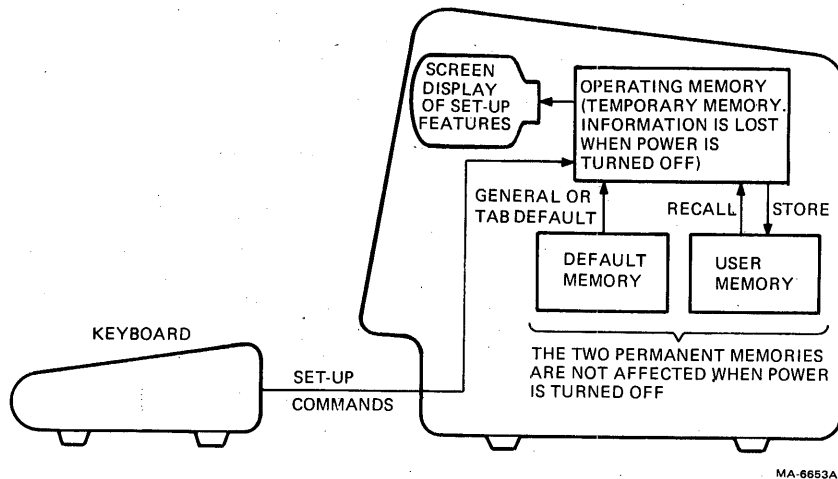 SCREEN
DISPLAY
OF SET-UP
FEATURES
OPERATING MEMORY
(TEMPORARY MEMORY.
INFORMATION IS LOST
WHEN POWER IS
TURNED OFF)
GENERAL OR
TAB DEFAULT
RECALL
STORE
DEFAULT
MEMORY
USER
MEMORY
KEYBOARD
SET-UP
COMMANDS
THE TWO PERMANENT MEMORIES
ARE NOT AFFECTED WHEN POWER
IS TURNED OFF
MA-6653A